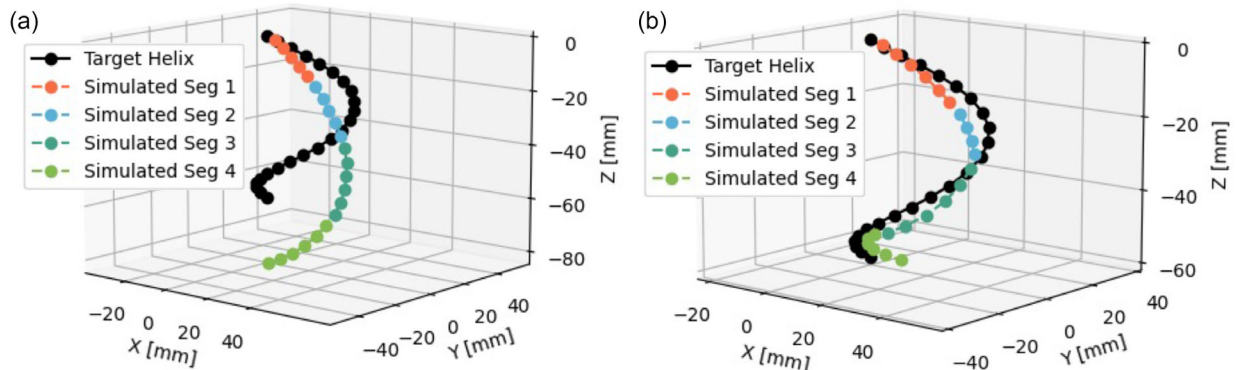 (a)
Target Helix
Simulated Seg 1
Simulated Seg 2
Simulated Seg 3
Simulated Seg 4
0
−20
−40
−60
−80
Z [mm]
−20
0
20
40
X [mm]
−40
−20
0
20
40
Y [mm]
(b)
Target Helix
Simulated Seg 1
Simulated Seg 2
Simulated Seg 3
Simulated Seg 4
0
−20
−40
−60
Z [mm]
−20
0
20
40
X [mm]
−40
−20
0
20
40
Y [mm]